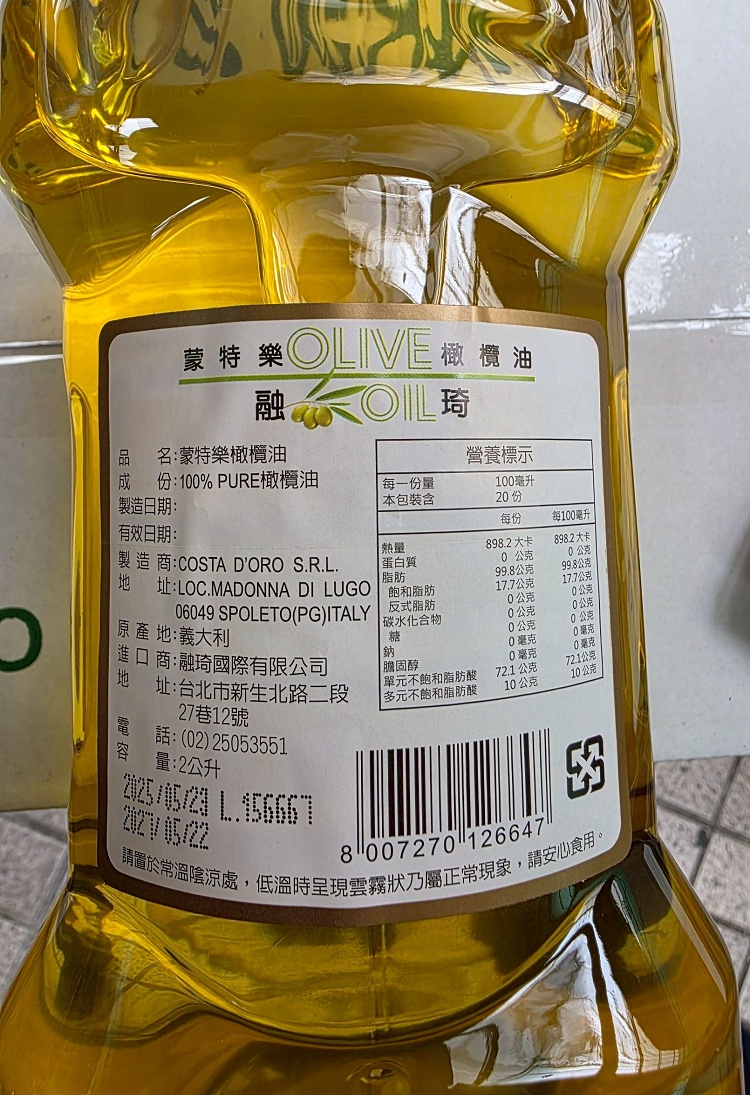 蒙特樂OLIVE橄欖油
融OIL琦
品 名:蒙特樂橄欖油
成 份:100% PURE橄欖油
製造日期:
有效日期:
製 造 商:COSTA D'ORO S.R.L.
地 址:LOC.MADONNA DI LUGO
06049 SPOLETO(PG)ITALY
原 產 地:義大利
進 口 商:融琦國際有限公司
地 址:台北市新生北路二段
27巷12號
電 話:(02)25053551
容 量:2公升
2025/05/23 L.156667
2027/05/22
營養標示
每一份量 100毫升
本包裝含 20 份
每份 每100毫升
熱量 898.2 大卡 898.2 大卡
蛋白質 0 公克 0 公克
脂肪 99.8公克 99.8公克
飽和脂肪 17.7公克 17.7公克
反式脂肪 0 公克 0 公克
碳水化合物 0 公克 0 公克
糖 0 公克 0 公克
鈉 0 毫克 0 毫克
膽固醇 0 毫克 0 毫克
單元不飽和脂肪酸 72.1 公克 72.1公克
多元不飽和脂肪酸 10 公克 10 公克
8 007270 126647
請置於常溫陰涼處，低溫時呈現雲霧狀乃屬正常現象，請安心食用。